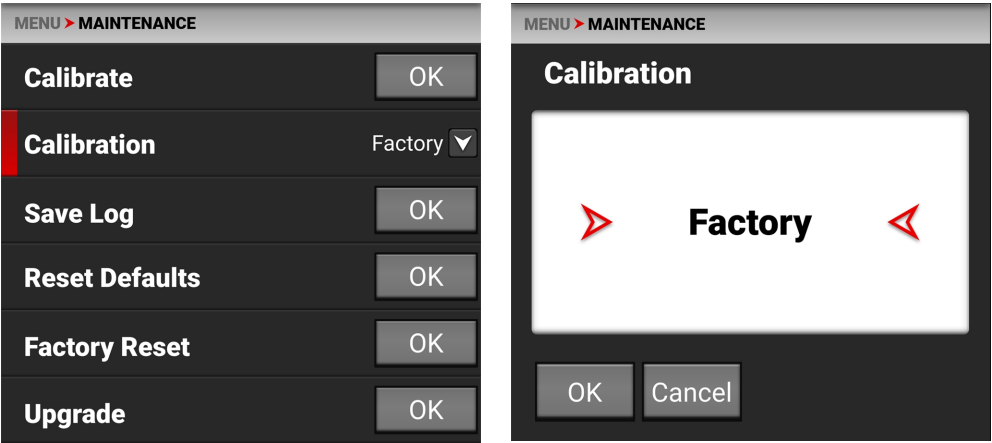 MENU MAINTENANCE
Calibrate OK
Calibration Factory
Save Log OK
Reset Defaults OK
Factory Reset OK
Upgrade OK
MENU MAINTENANCE
Calibration
Factory
OK Cancel